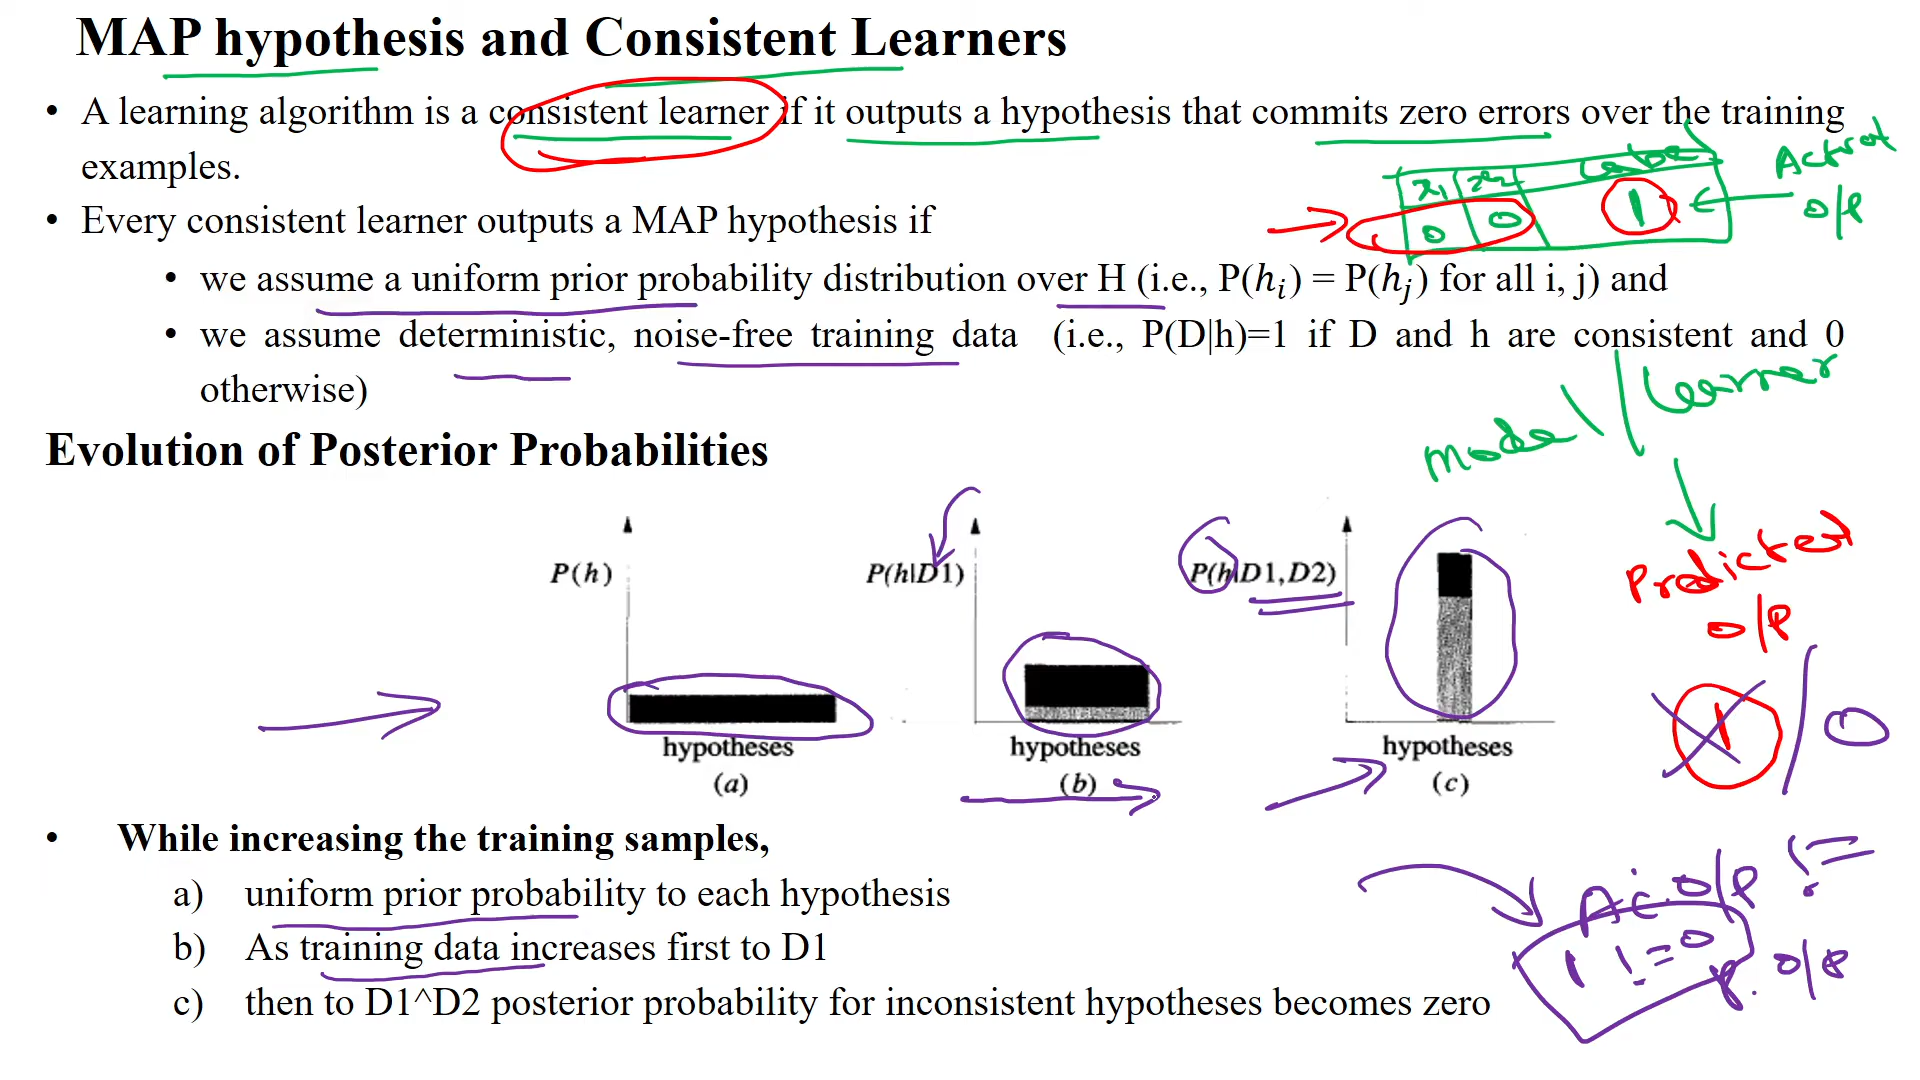 MAP hypothesis and Consistent Learners
• A learning algorithm is a consistent learner if it outputs a hypothesis that commits zero errors over the training
examples.
x1 x2 Label
0 0 1
Actual
o/p
• Every consistent learner outputs a MAP hypothesis if
• we assume a uniform prior probability distribution over H (i.e., P(hᵢ) = P(hⱼ) for all i, j) and
• we assume deterministic, noise-free training data (i.e., P(D|h)=1 if D and h are consistent and 0
otherwise)
model / Learner
Evolution of Posterior Probabilities
Predicted
o/p
1 / 0
P(h)
P(h|D1)
P(h|D1,D2)
hypotheses
(a)
hypotheses
(b)
hypotheses
(c)
• While increasing the training samples,
a) uniform prior probability to each hypothesis
b) As training data increases first to D1
c) then to D1^D2 posterior probability for inconsistent hypotheses becomes zero
Ac. o/p !=
1 != 0
P. o/p